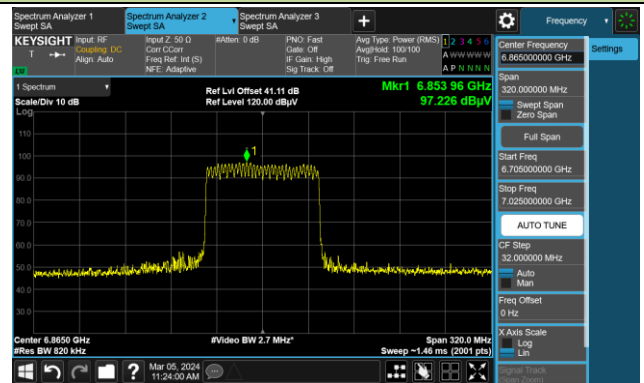 Spectrum Analyzer 1
Swept SA
Spectrum Analyzer 2
Swept SA
Spectrum Analyzer 3
Swept SA
Frequency
KEYSIGHT
T
Input: RF
Coupling: DC
Align: Auto
Input Z: 50 Ω
Corr CCorr
Freq Ref: Int (S)
NFE: Adaptive
#Atten: 0 dB
PNO: Fast
Gate: Off
IF Gain: High
Sig Track: Off
Avg Type: Power (RMS)
Avg|Hold: 100/100
Trig: Free Run
1 2 3 4 5 6
A W W W W W
A P N N N N
1 Spectrum
Scale/Div 10 dB
Log
Ref Lvl Offset 41.11 dB
Ref Level 120.00 dBµV
Mkr1 6.853 96 GHz
97.226 dBµV
1
110
100
90.0
80.0
70.0
60.0
50.0
40.0
30.0
Center 6.8650 GHz
#Res BW 820 kHz
#Video BW 2.7 MHz*
Span 320.0 MHz
Sweep ~1.46 ms (2001 pts)
Mar 05, 2024
11:24:00 AM
Center Frequency
6.865000000 GHz
Settings
Span
320.000000 MHz
Swept Span
Zero Span
Full Span
Start Freq
6.705000000 GHz
Stop Freq
7.025000000 GHz
AUTO TUNE
CF Step
32.000000 MHz
Auto
Man
Freq Offset
0 Hz
X Axis Scale
Log
Lin
Signal Track
(Span Zoom)